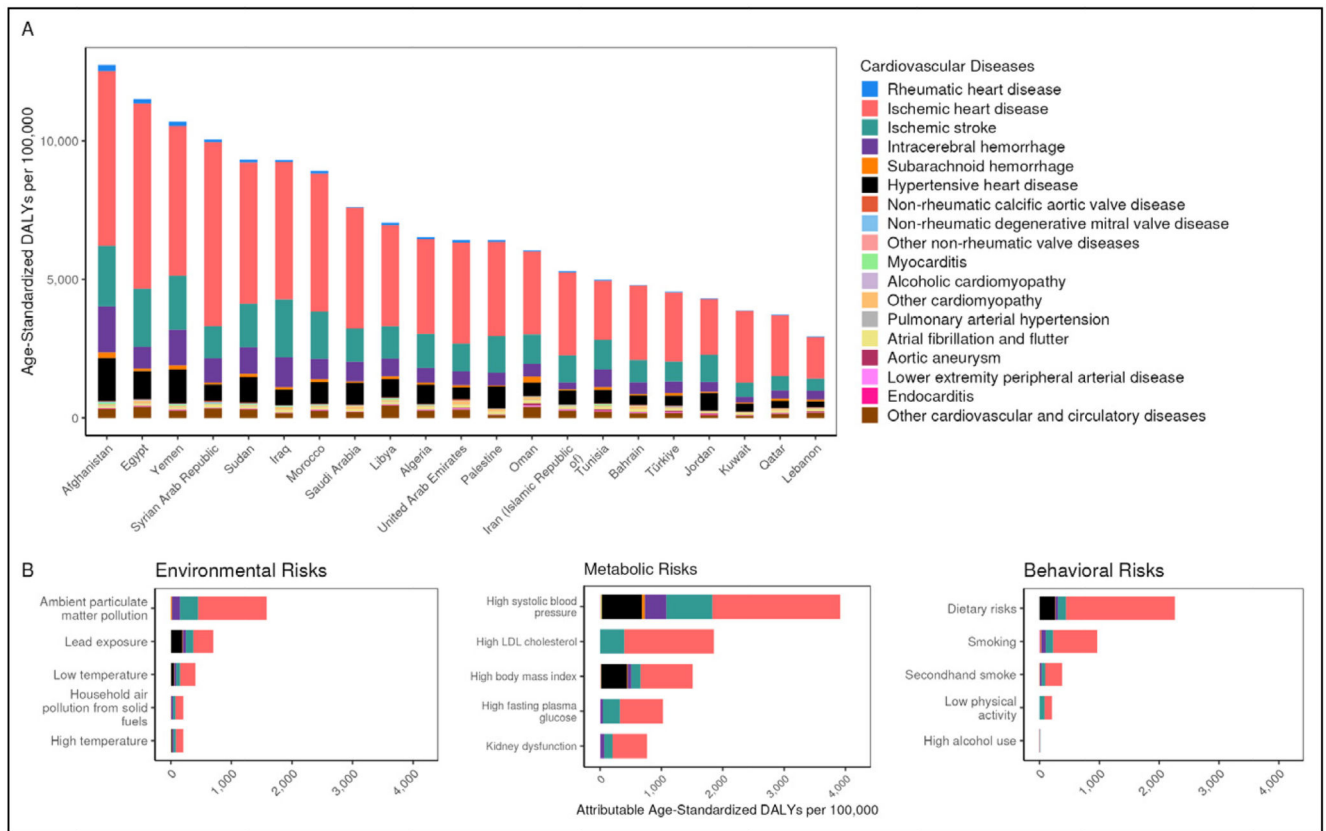 A
Age-Standardized DALYs per 100,000
10,000
5,000
0
Afghanistan
Egypt
Yemen
Syrian Arab Republic
Sudan
Iraq
Morocco
Saudi Arabia
Libya
Algeria
United Arab Emirates
Palestine
Oman
Iran (Islamic Republic
of)
Tunisia
Bahrain
Türkiye
Jordan
Kuwait
Qatar
Lebanon
Cardiovascular Diseases
Rheumatic heart disease
Ischemic heart disease
Ischemic stroke
Intracerebral hemorrhage
Subarachnoid hemorrhage
Hypertensive heart disease
Non-rheumatic calcific aortic valve disease
Non-rheumatic degenerative mitral valve disease
Other non-rheumatic valve diseases
Myocarditis
Alcoholic cardiomyopathy
Other cardiomyopathy
Pulmonary arterial hypertension
Atrial fibrillation and flutter
Aortic aneurysm
Lower extremity peripheral arterial disease
Endocarditis
Other cardiovascular and circulatory diseases
B
Environmental Risks
Ambient particulate
matter pollution
Lead exposure
Low temperature
Household air
pollution from solid
fuels
High temperature
0
1,000
2,000
3,000
4,000
Metabolic Risks
High systolic blood
pressure
High LDL cholesterol
High body mass index
High fasting plasma
glucose
Kidney dysfunction
0
1,000
2,000
3,000
4,000
Attributable Age-Standardized DALYs per 100,000
Behavioral Risks
Dietary risks
Smoking
Secondhand smoke
Low physical
activity
High alcohol use
0
1,000
2,000
3,000
4,000